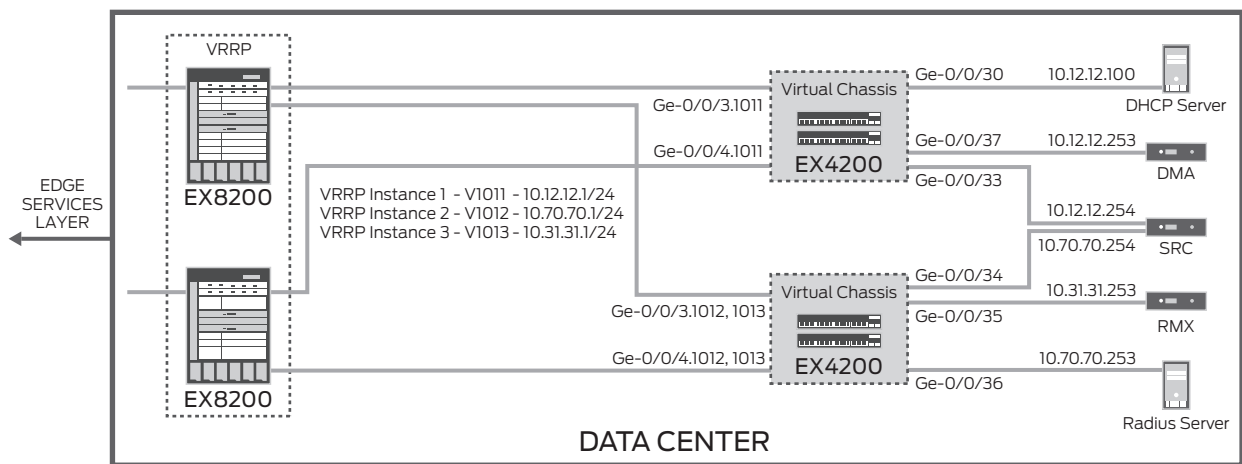 VRRP
EX8200
EX8200
EDGE
SERVICES
LAYER
VRRP Instance 1 - V1011 - 10.12.12.1/24
VRRP Instance 2 - V1012 - 10.70.70.1/24
VRRP Instance 3 - V1013 - 10.31.31.1/24
Ge-0/0/3.1011
Ge-0/0/4.1011
Virtual Chassis
EX4200
Ge-0/0/30
10.12.12.100
DHCP Server
Ge-0/0/37
10.12.12.253
DMA
Ge-0/0/33
10.12.12.254
10.70.70.254
SRC
Ge-0/0/3.1012, 1013
Ge-0/0/4.1012, 1013
Virtual Chassis
EX4200
Ge-0/0/34
Ge-0/0/35
10.31.31.253
RMX
Ge-0/0/36
10.70.70.253
Radius Server
DATA CENTER